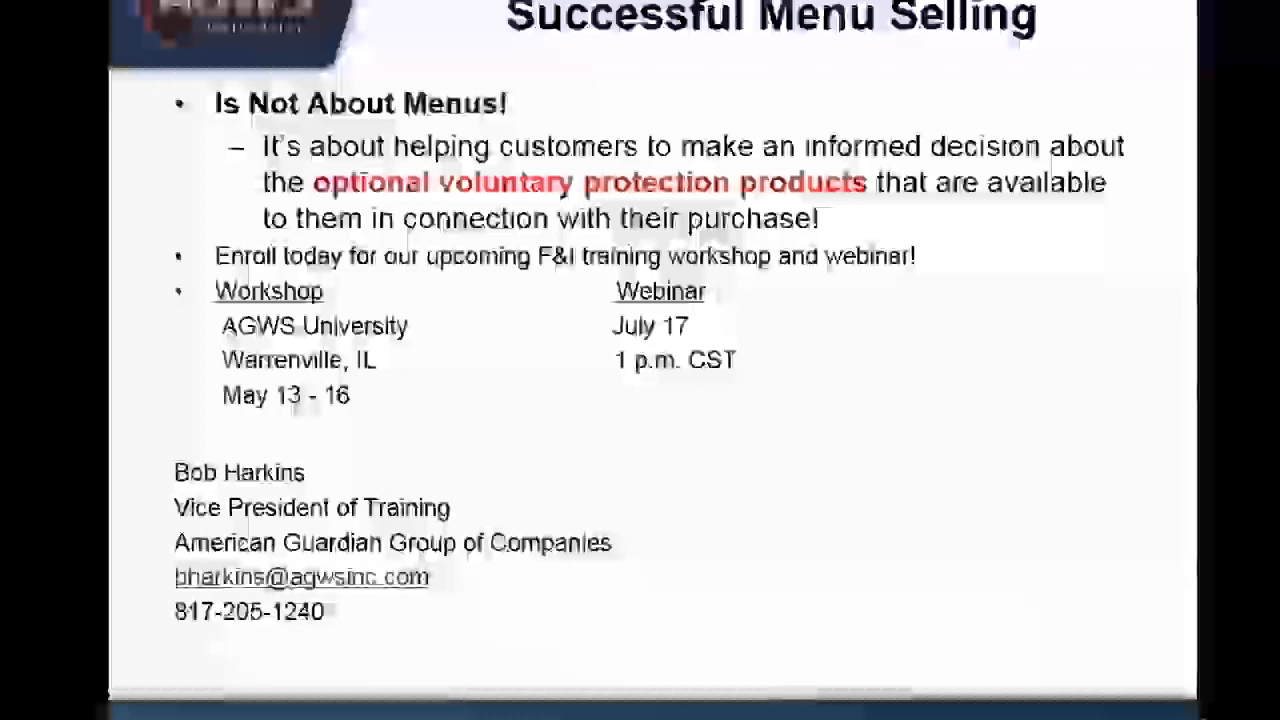 Successful Menu Selling
• Is Not About Menus!
– It's about helping customers to make an informed decision about
the optional voluntary protection products that are available
to them in connection with their purchase!
• Enroll today for our upcoming F&I training workshop and webinar!
• Workshop Webinar
AGWS University July 17
Warrenville, IL 1 p.m. CST
May 13 - 16
Bob Harkins
Vice President of Training
American Guardian Group of Companies
bharkins@agwsinc.com
817-205-1240